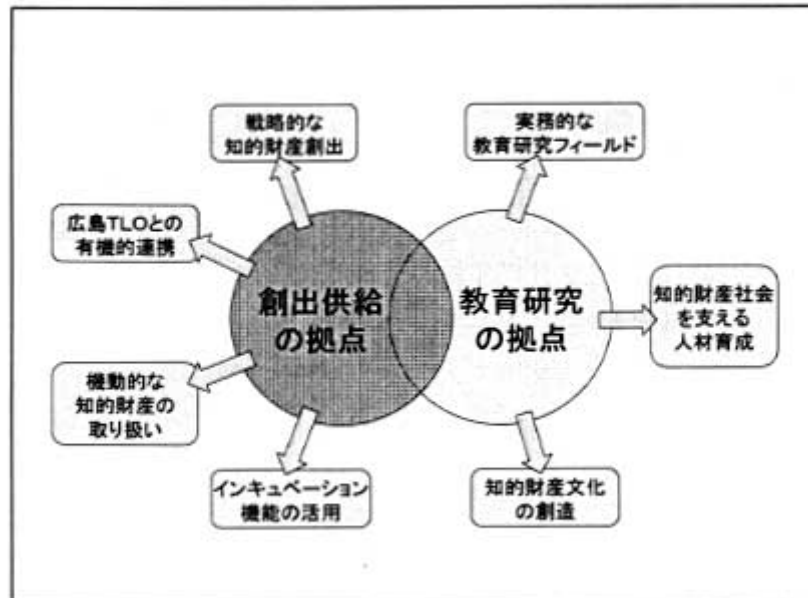 戦略的な
知的財産創出
実務的な
教育研究フィールド
広島TLOとの
有機的連携
創出供給
の拠点
教育研究
の拠点
知的財産社会
を支える
人材育成
機動的な
知的財産の
取り扱い
インキュベーション
機能の活用
知的財産文化
の創造